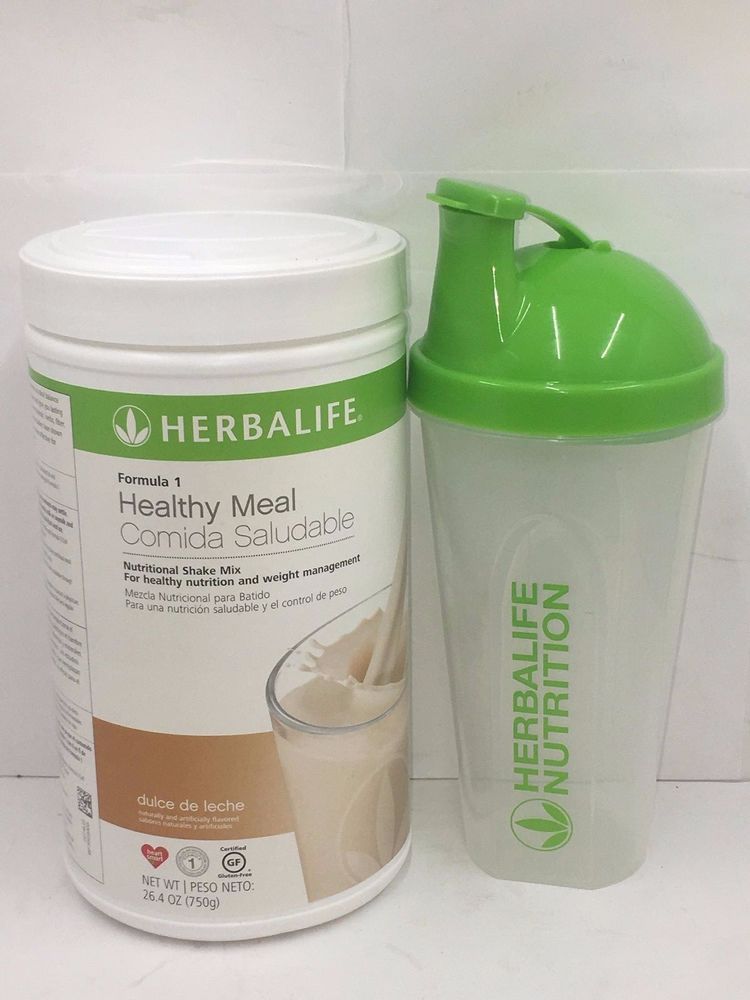 HERBALIFE
Formula 1
Healthy Meal
Comida Saludable
Nutritional Shake Mix
For healthy nutrition and weight management
Mezcla Nutricional para Batido
Para una nutrición saludable y el control de peso
dulce de leche
naturally and artificially flavored
sabores naturales y artificiales
heart smart
1
Certified
GF
Gluten-Free
NET WT | PESO NETO:
26.4 OZ (750g)
HERBALIFE
NUTRITION